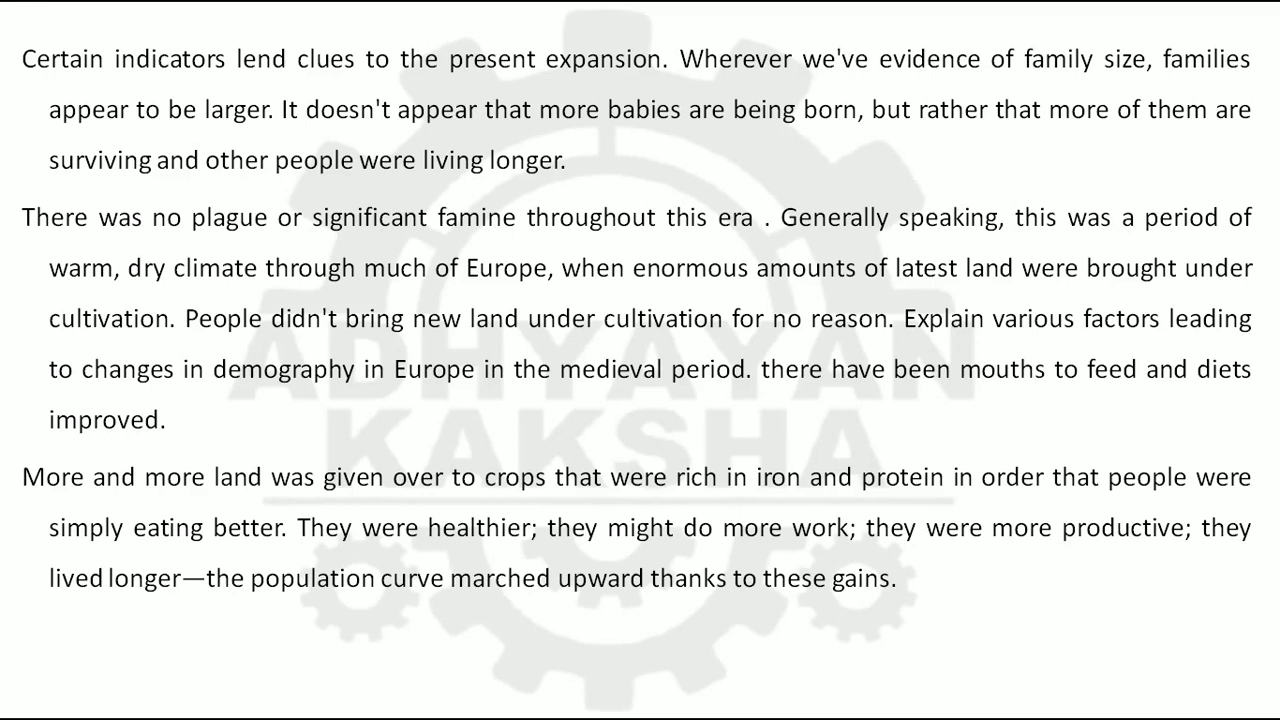 Certain indicators lend clues to the present expansion. Wherever we've evidence of family size, families
appear to be larger. It doesn't appear that more babies are being born, but rather that more of them are
surviving and other people were living longer.
There was no plague or significant famine throughout this era . Generally speaking, this was a period of
warm, dry climate through much of Europe, when enormous amounts of latest land were brought under
cultivation. People didn't bring new land under cultivation for no reason. Explain various factors leading
to changes in demography in Europe in the medieval period. there have been mouths to feed and diets
improved.
More and more land was given over to crops that were rich in iron and protein in order that people were
simply eating better. They were healthier; they might do more work; they were more productive; they
lived longer—the population curve marched upward thanks to these gains.
ADHYAYAN
KAKSHA